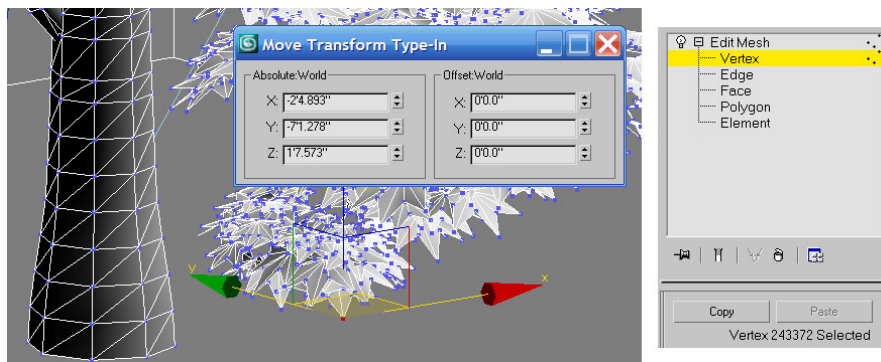 Move Transform Type-In
Absolute:World
X: -2'4.893"
Y: -7'1.278"
Z: 1'7.573"
Offset:World
X: 0'0.0"
Y: 0'0.0"
Z: 0'0.0"
y
x
Edit Mesh
Vertex
Edge
Face
Polygon
Element
Copy
Paste
Vertex 243372 Selected